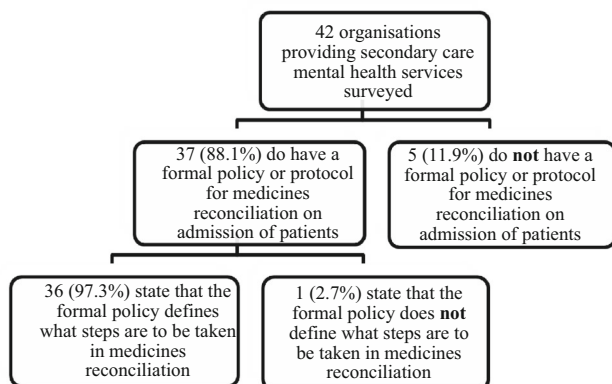 42 organisations
providing secondary care
mental health services
surveyed
37 (88.1%) do have a
formal policy or protocol
for medicines
reconciliation on
admission of patients
5 (11.9%) do not have a
formal policy or protocol
for medicines
reconciliation on
admission of patients
36 (97.3%) state that the
formal policy defines
what steps are to be taken
in medicines
reconciliation
1 (2.7%) state that the
formal policy does not
define what steps are to
be taken in medicines
reconciliation